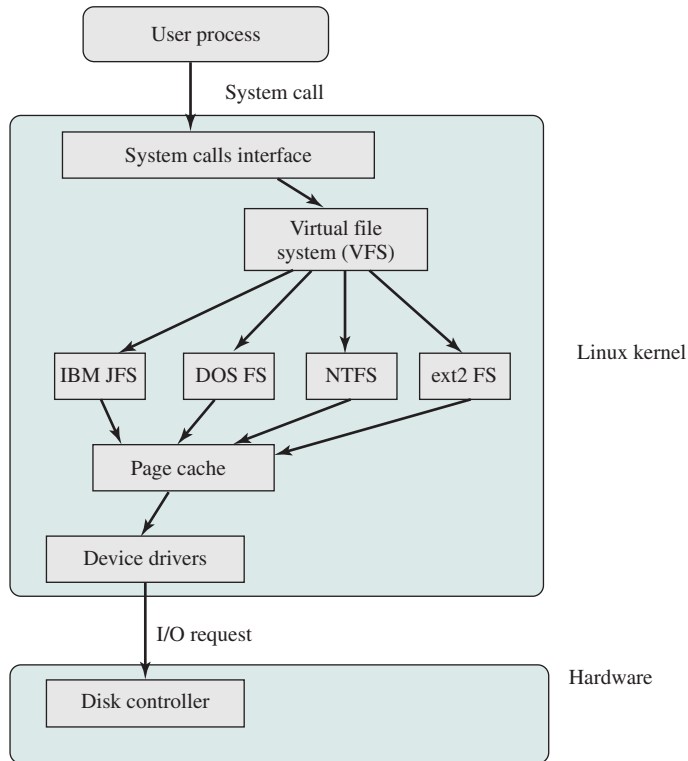 User process
System call
System calls interface
Virtual file
system (VFS)
Linux kernel
IBM JFS
DOS FS
NTFS
ext2 FS
Page cache
Device drivers
I/O request
Hardware
Disk controller